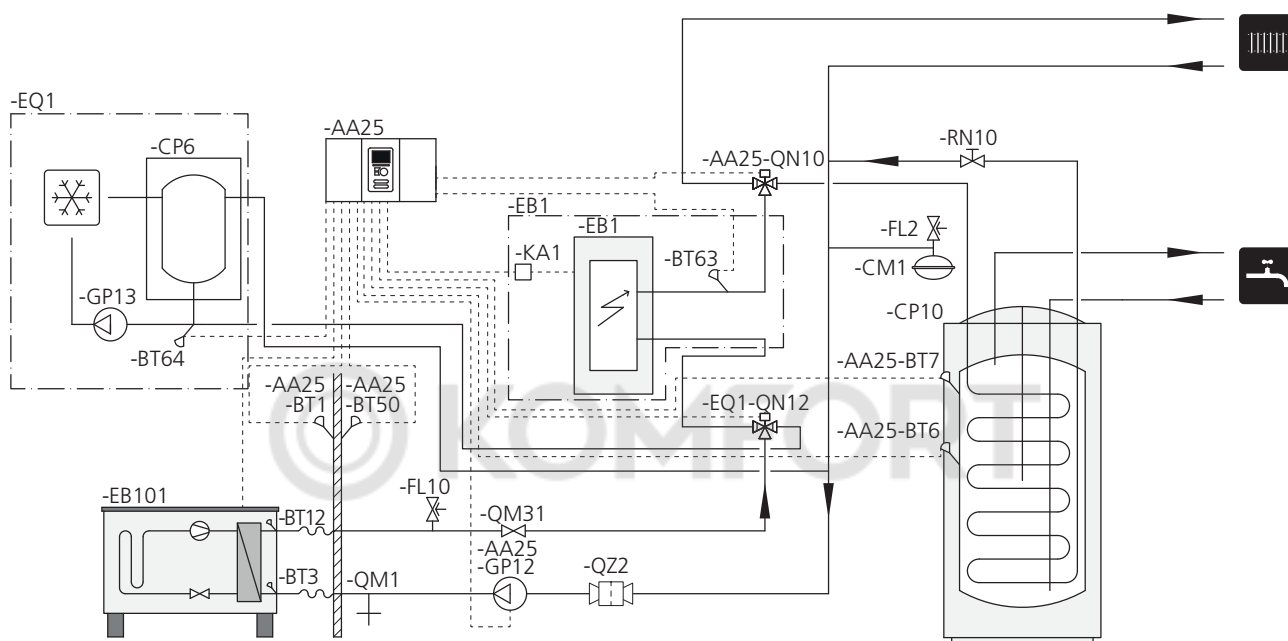 -EQ1
-CP6
-AA25
-RN10
-AA25-QN10
-EB1
-EB1
-FL2
-KA1
-BT63
-CM1
-GP13
-CP10
-BT64
-AA25-BT7
-AA25
-BT1
-AA25
-BT50
-EQ1-QN12
-AA25-BT6
KOMFORT
-EB101
-FL10
-BT12
-QM31
-AA25
-GP12
-BT3
-QM1
-QZ2